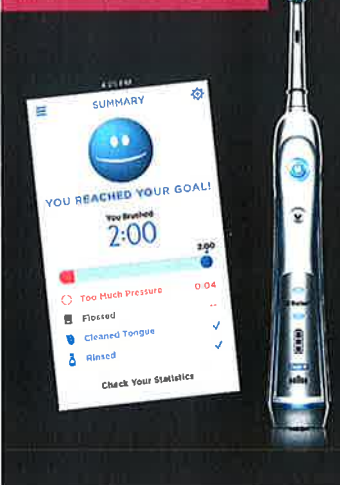 SUMMARY
YOU REACHED YOUR GOAL!
You Brushed
2:00
2:00
Too Much Pressure 0:04
Flossed --
Cleaned Tongue ✓
Rinsed ✓
Check Your Statistics